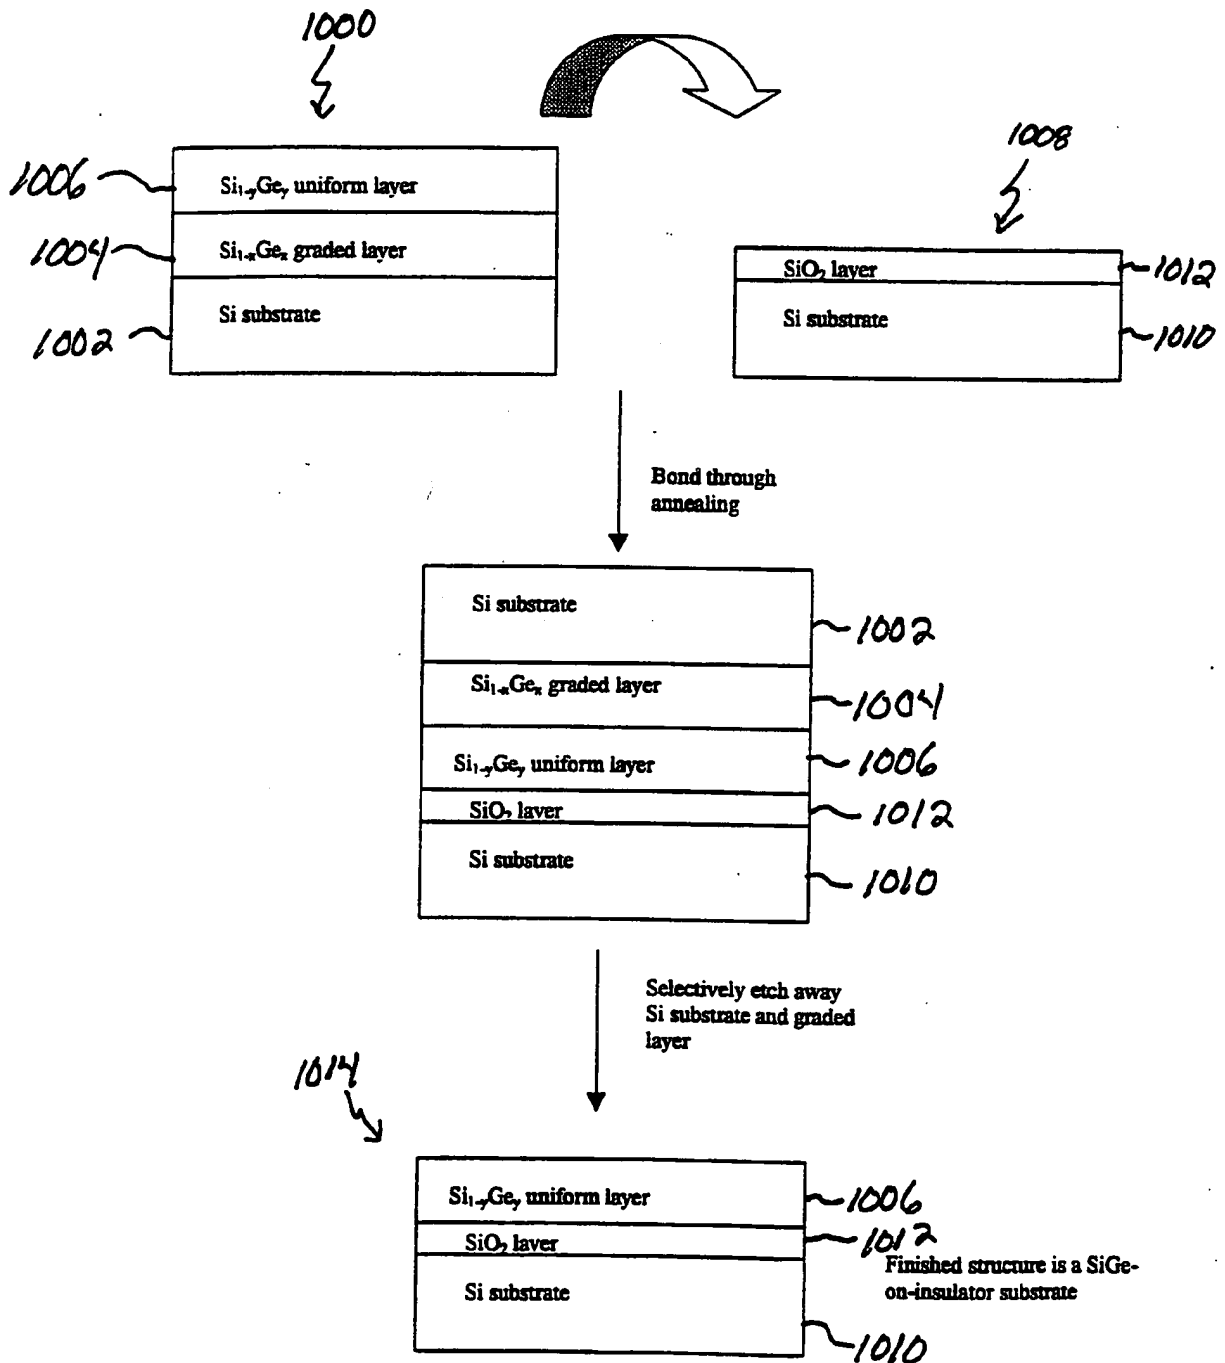 1000
1008
1006
Si₁₋yGey uniform layer
1004
Si₁₋ₓGeₓ graded layer
1002
Si substrate
SiO₂ layer
1012
Si substrate
1010
Bond through
annealing
Si substrate
1002
Si₁₋ₓGeₓ graded layer
1004
Si₁₋yGey uniform layer
1006
SiO₂ layer
1012
Si substrate
1010
Selectively etch away
Si substrate and graded
layer
1014
Si₁₋yGey uniform layer
1006
SiO₂ layer
1012
Finished structure is a SiGe-
on-insulator substrate
Si substrate
1010